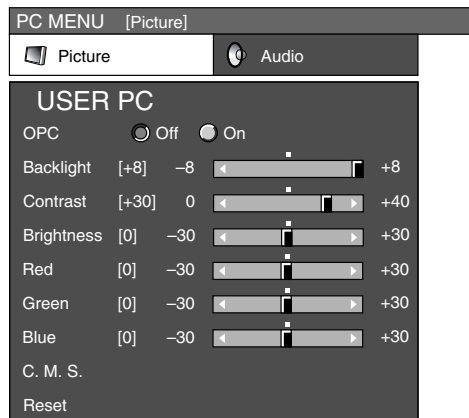 PC MENU [Picture]
Picture Audio
USER PC
OPC Off On
Backlight [+8] –8 +8
Contrast [+30] 0 +40
Brightness [0] –30 +30
Red [0] –30 +30
Green [0] –30 +30
Blue [0] –30 +30
C. M. S.
Reset